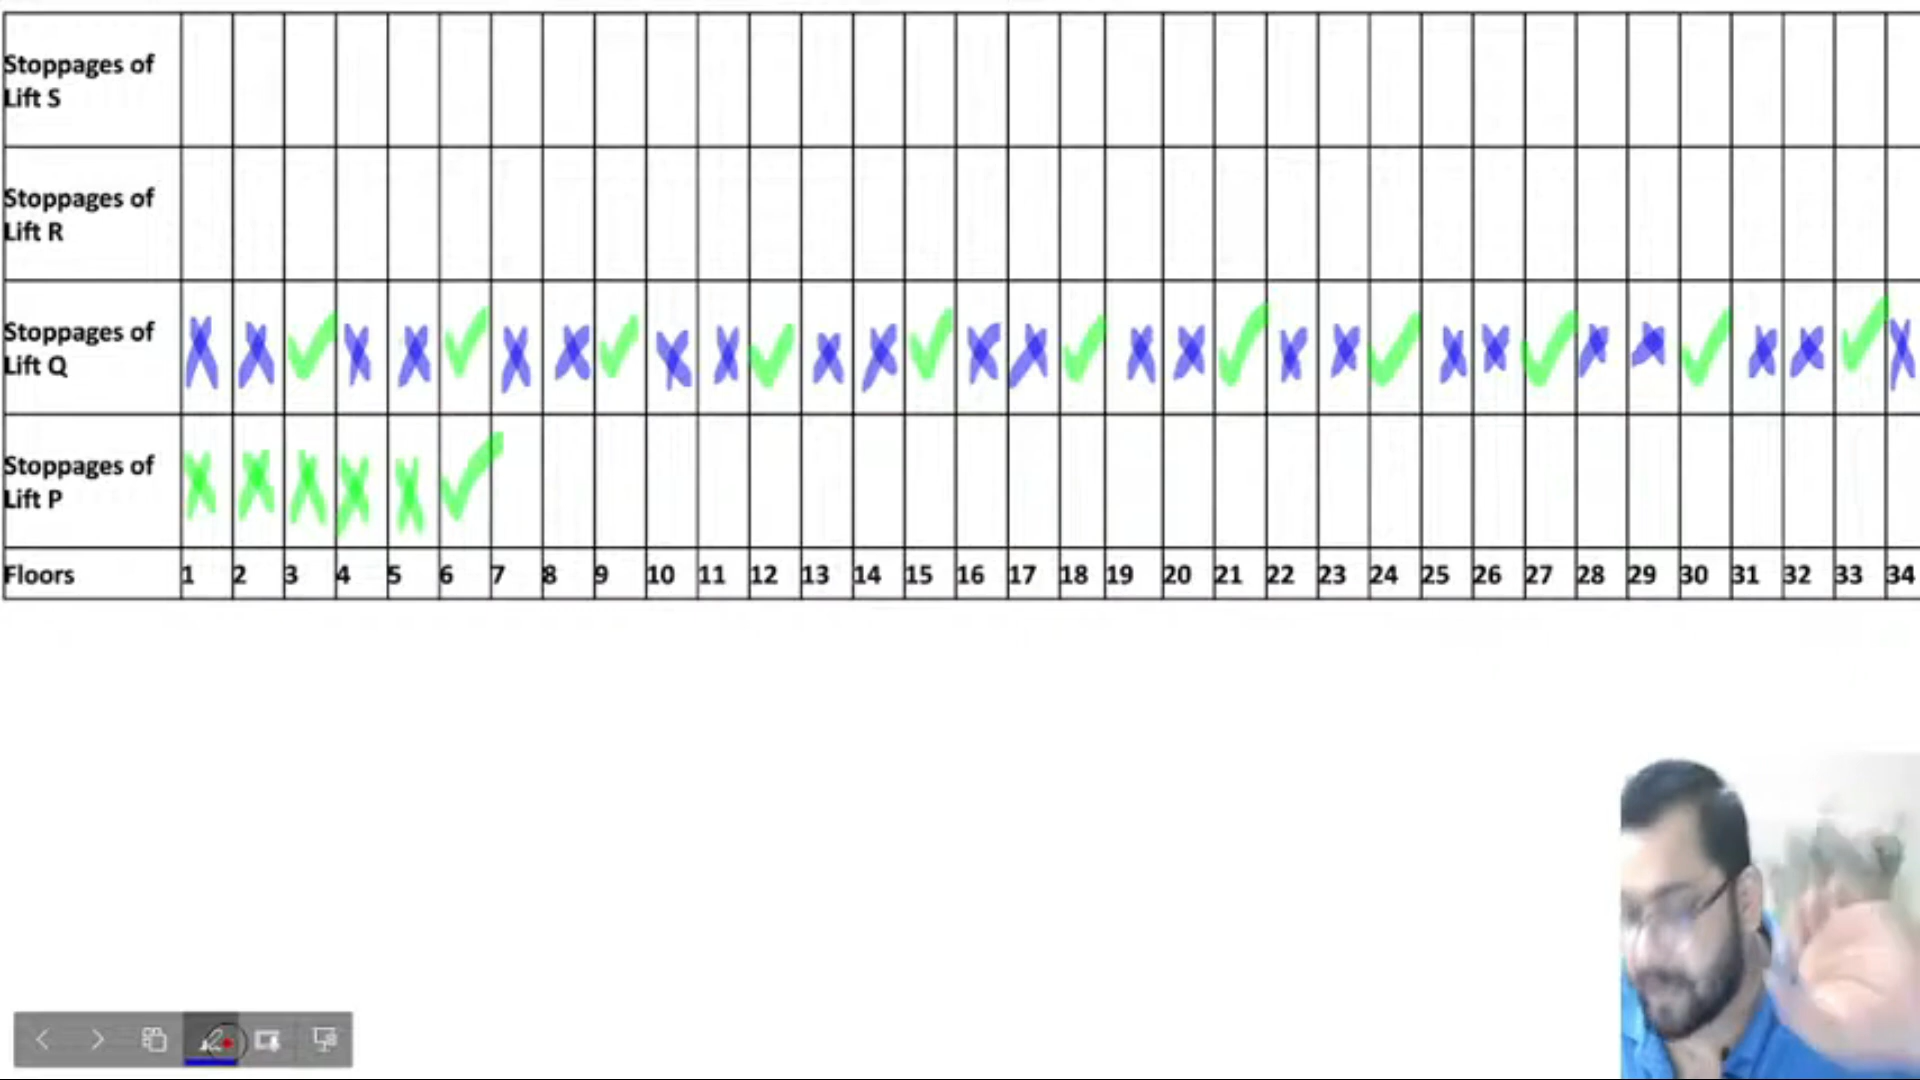 Stoppages of
Lift S
Stoppages of
Lift R
Stoppages of
Lift Q
X X ✓ X X ✓ X X ✓ X X ✓ X X ✓ X X ✓ X X ✓ X X ✓ X X ✓ X X ✓ X X ✓ X
Stoppages of
Lift P
X X X X X ✓
Floors 1 2 3 4 5 6 7 8 9 10 11 12 13 14 15 16 17 18 19 20 21 22 23 24 25 26 27 28 29 30 31 32 33 34